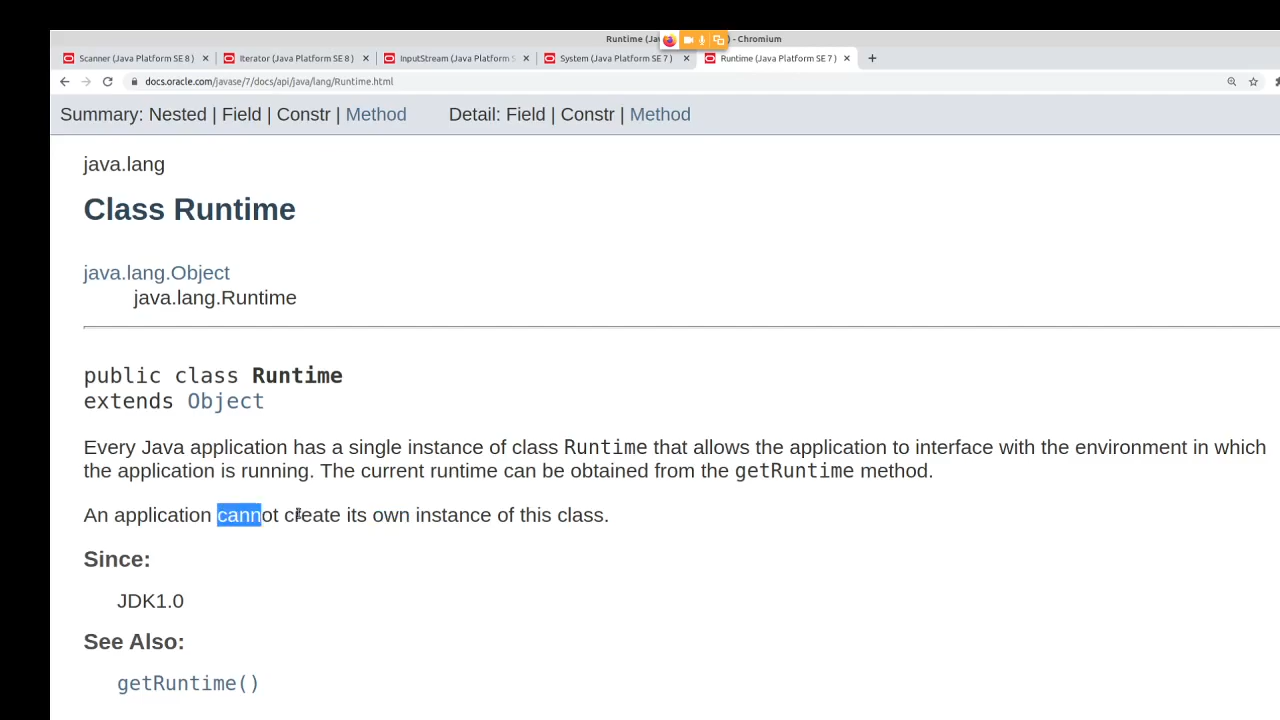 Runtime (Ja ) - Chromium
Scanner (Java Platform SE 8 ) Iterator (Java Platform SE 8 ) InputStream (Java Platform S System (Java Platform SE 7 ) Runtime (Java Platform SE 7 )
docs.oracle.com/javase/7/docs/api/java/lang/Runtime.html
Summary: Nested | Field | Constr | Method Detail: Field | Constr | Method
java.lang
Class Runtime
java.lang.Object
java.lang.Runtime
public class Runtime
extends Object
Every Java application has a single instance of class Runtime that allows the application to interface with the environment in which
the application is running. The current runtime can be obtained from the getRuntime method.
An application cannot create its own instance of this class.
Since:
JDK1.0
See Also:
getRuntime()